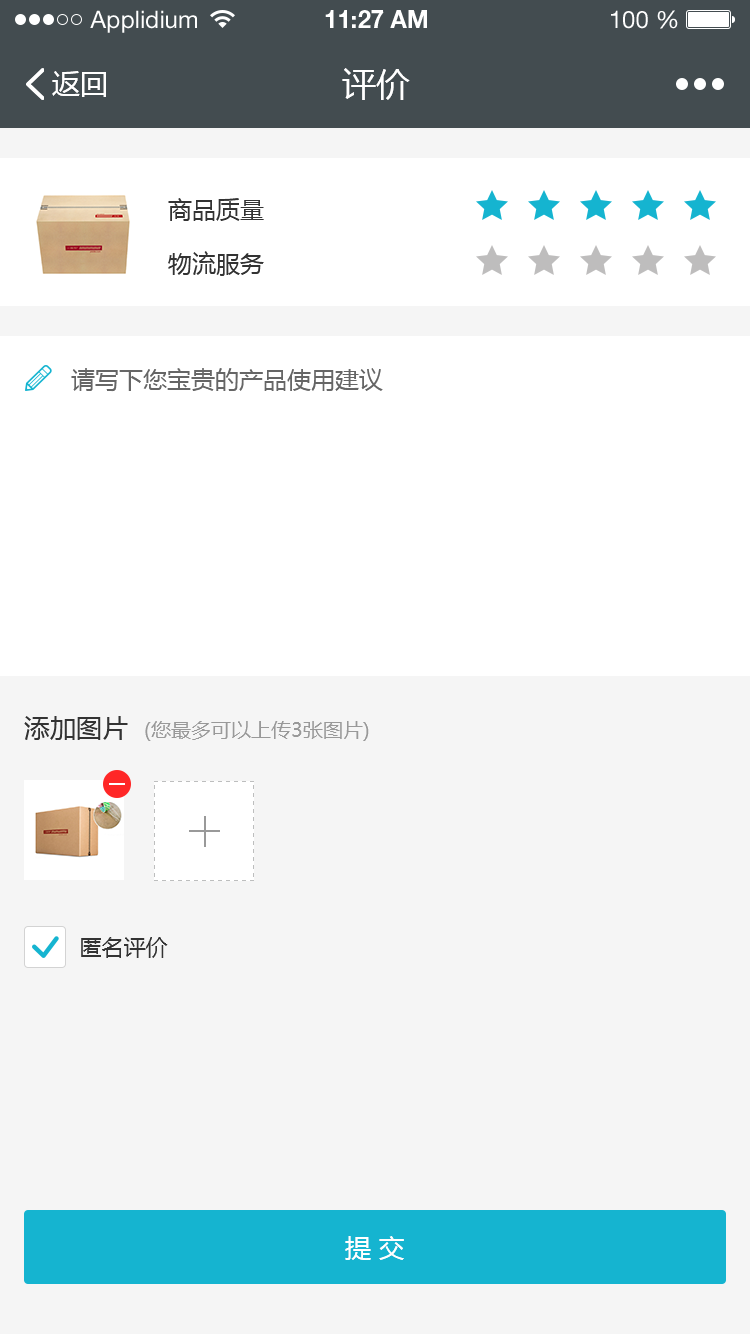 Applidium 11:27 AM 100 %
返回 评价
商品质量
物流服务
请写下您宝贵的产品使用建议
添加图片 (您最多可以上传3张图片)
匿名评价
提 交